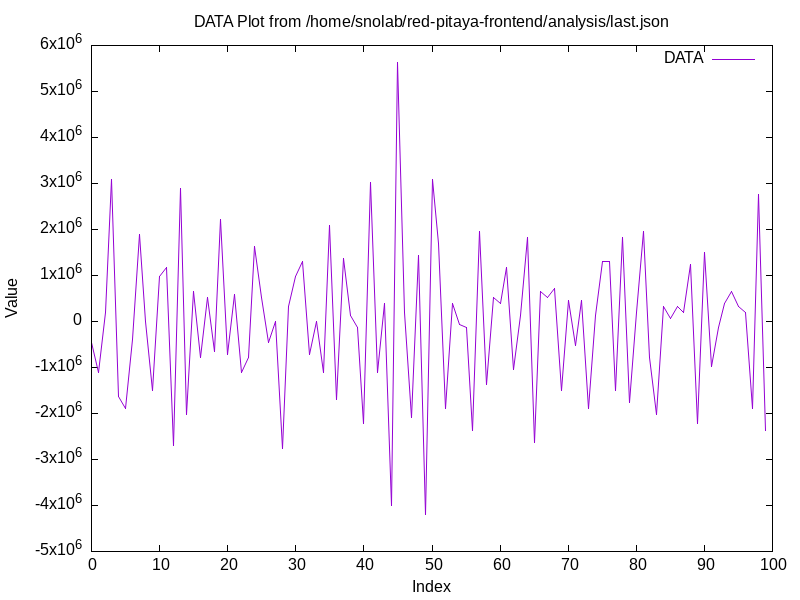 DATA Plot from /home/snolab/red-pitaya-frontend/analysis/last.json
DATA
6x10^6
5x10^6
4x10^6
3x10^6
2x10^6
1x10^6
0
-1x10^6
-2x10^6
-3x10^6
-4x10^6
-5x10^6
Value
0 10 20 30 40 50 60 70 80 90 100
Index